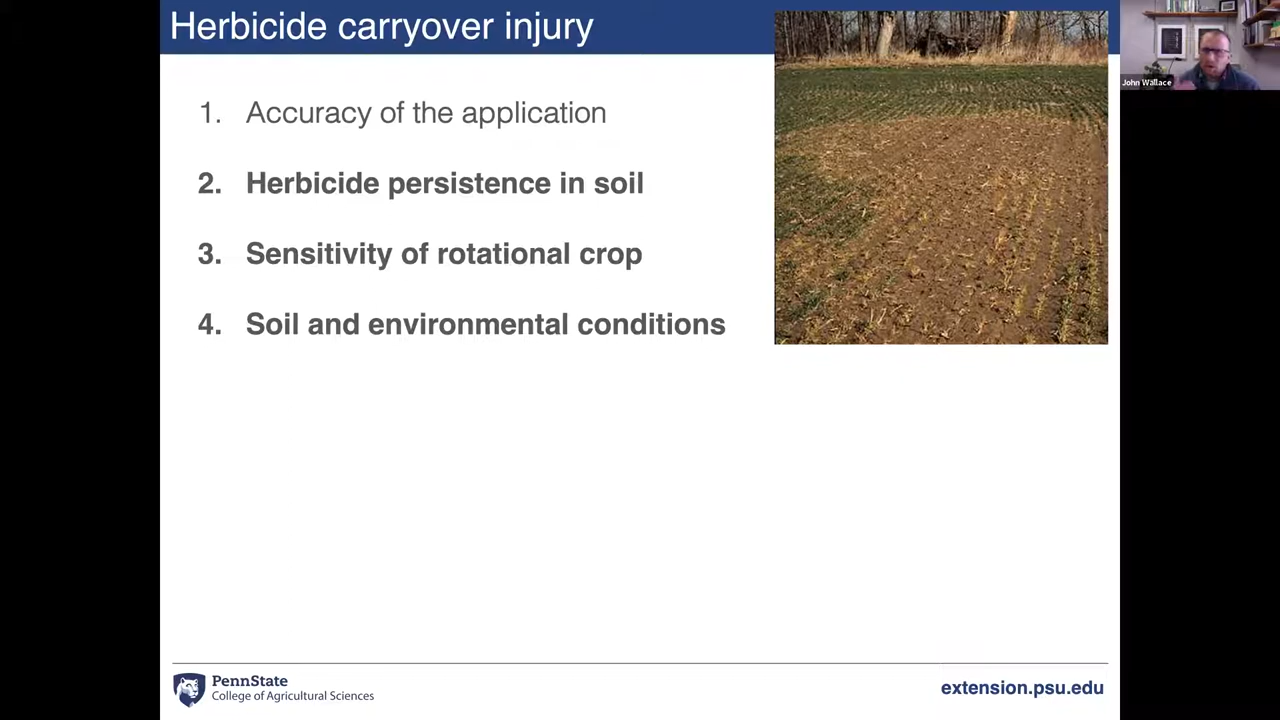 Herbicide carryover injury
John Wallace
1. Accuracy of the application
2. Herbicide persistence in soil
3. Sensitivity of rotational crop
4. Soil and environmental conditions
PennState
College of Agricultural Sciences
extension.psu.edu